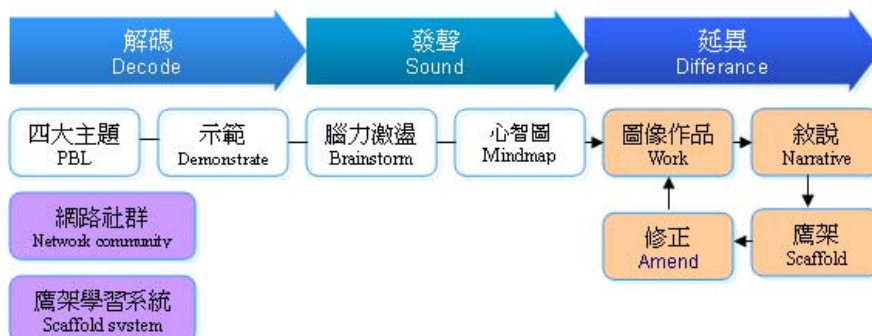 解碼
Decode
發聲
Sound
延異
Differance
四大主題
PBL
示範
Demonstrate
腦力激盪
Brainstorm
心智圖
Mindmap
圖像作品
Work
敘說
Narrative
網路社群
Network community
修正
Amend
鷹架
Scaffold
鷹架學習系統
Scaffold system